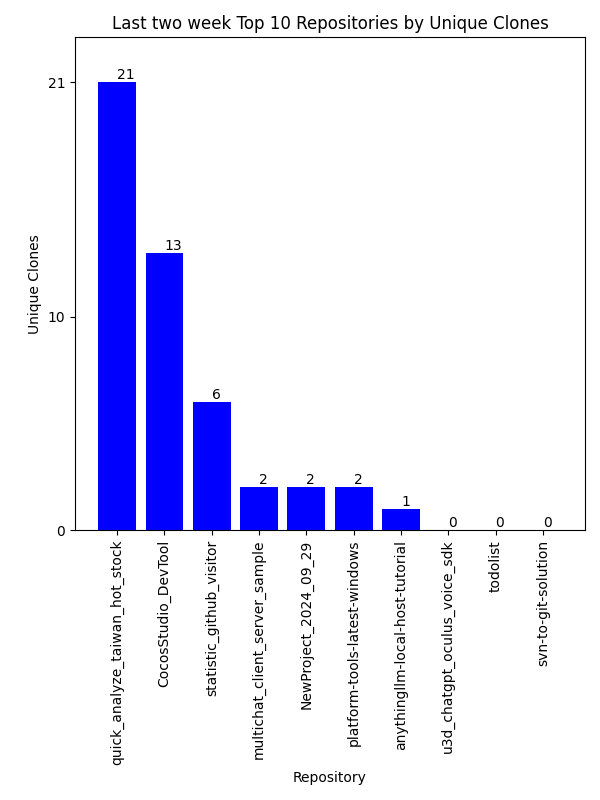 Last two week Top 10 Repositories by Unique Clones
Unique Clones
21
10
0
21
13
6
2
2
2
1
0
0
0
quick_analyze_taiwan_hot_stock
CocosStudio_DevTool
statistic_github_visitor
multichat_client_server_sample
NewProject_2024_09_29
platform-tools-latest-windows
anythingllm-local-host-tutorial
u3d_chatgpt_oculus_voice_sdk
todolist
svn-to-git-solution
Repository